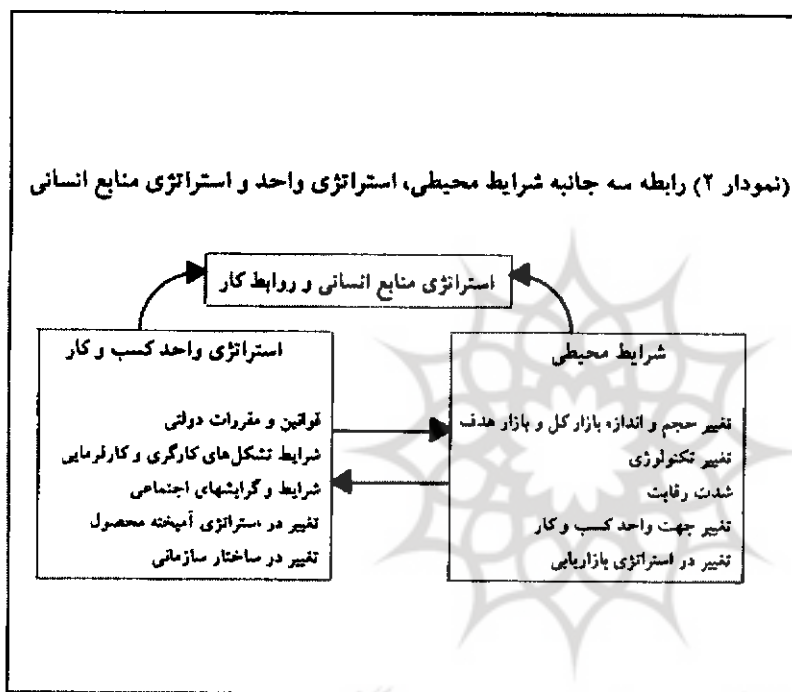 (نمودار ۲) رابطه سه جانبه شرایط محیطی، استراتژی واحد و استراتژی منابع انسانی
استراتژی منابع انسانی و روابط کار
شرایط محیطی
تغییر حجم و اندازه بازار کل و بازار هدف
تغییر تکنولوژی
شدت رقابت
تغییر جهت واحد کسب و کار
تغییر در استراتژی بازاریابی
استراتژی واحد کسب و کار
قوانین و مقررات دولتی
شرایط تشکل‌های کارگری و کارفرمایی
شرایط و گرایشهای اجتماعی
تغییر در استراتژی آمیخته محصول
تغییر در ساختار سازمانی